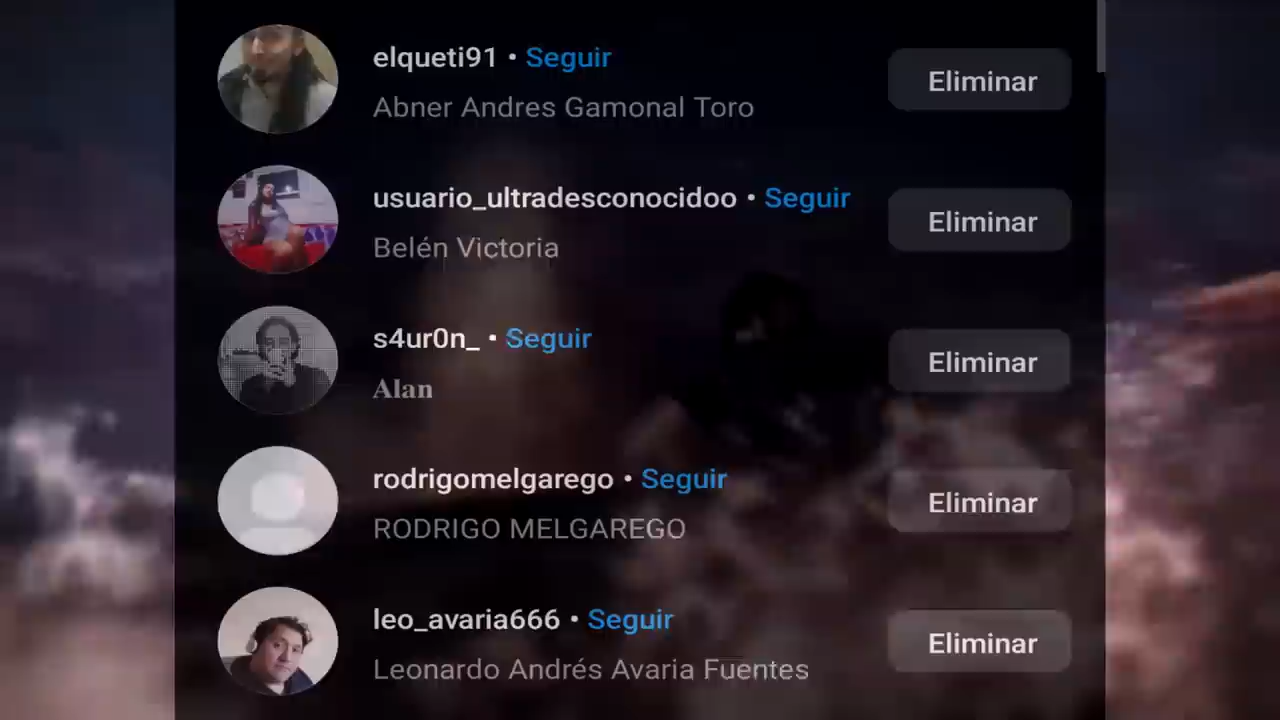 elqueti91 • Seguir
Abner Andres Gamonal Toro
Eliminar
usuario_ultradesconocidoo • Seguir
Belén Victoria
Eliminar
s4ur0n_ • Seguir
Alan
Eliminar
rodrigomelgarego • Seguir
RODRIGO MELGAREGO
Eliminar
leo_avaria666 • Seguir
Leonardo Andrés Avaria Fuentes
Eliminar